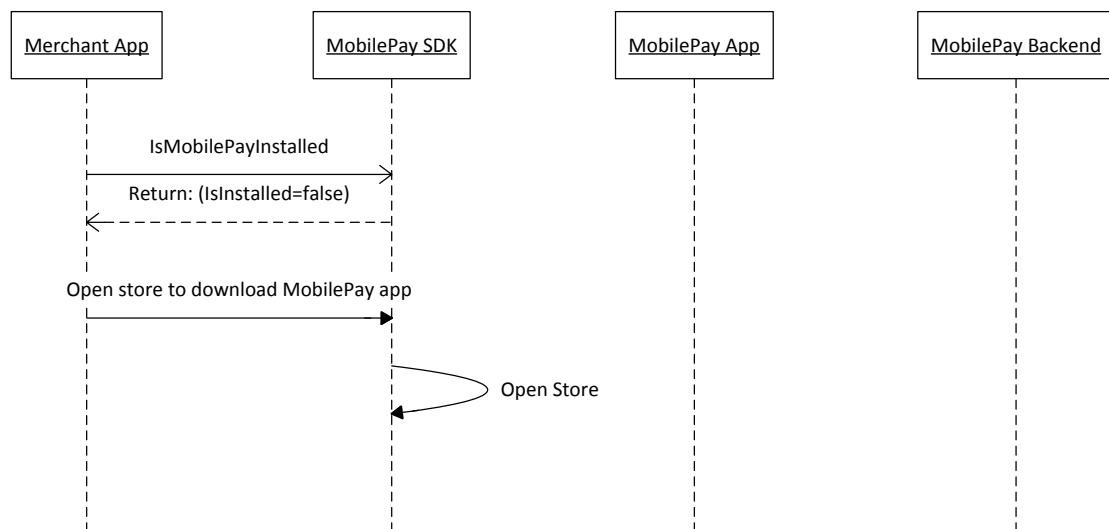 Merchant App
MobilePay SDK
MobilePay App
MobilePay Backend
IsMobilePayInstalled
Return: (IsInstalled=false)
Open store to download MobilePay app
Open Store